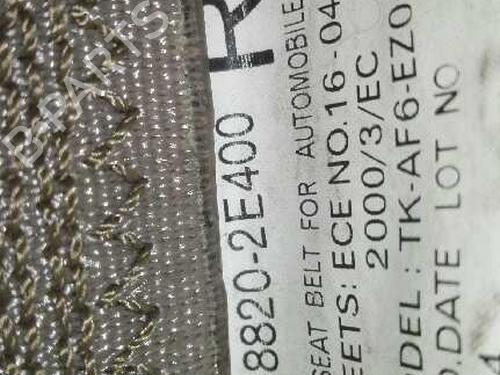 B-PARTS
R
8820-2E400
SEAT BELT FOR AUTOMOBILE
EETS: ECE NO.16-04
2000/3/EC
DEL : TK-AF6-EZ0
.DATE LOT NO